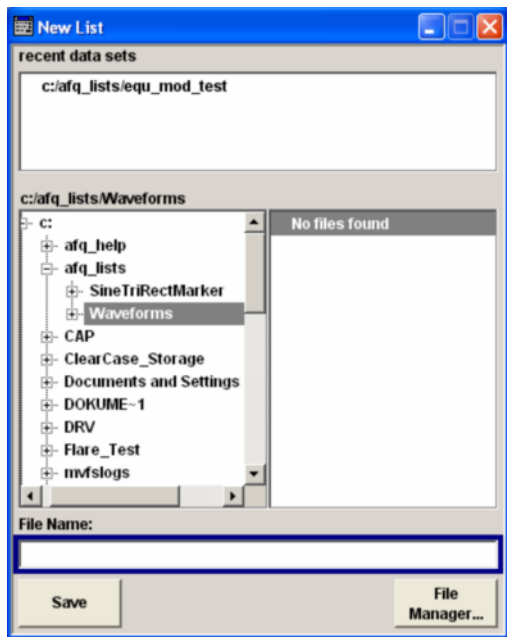 New List
recent data sets
c:/afq_lists/equ_mod_test
c:/afq_lists/Waveforms
c:
afq_help
afq_lists
SineTriRectMarker
Waveforms
CAP
ClearCase_Storage
Documents and Settings
DOKUME~1
DRV
Flare_Test
mvfslogs
No files found
File Name:
Save
File
Manager...